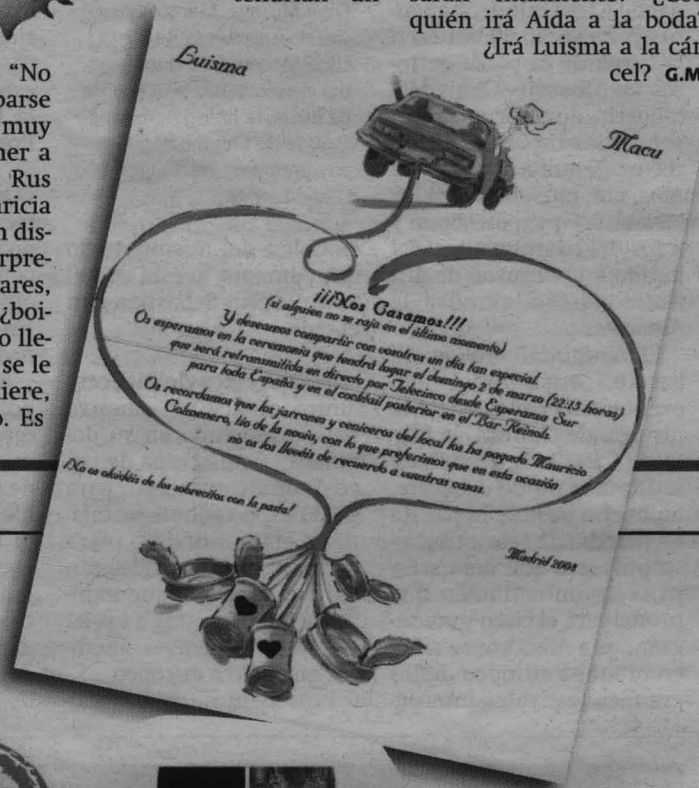 quién irá Aída a la boda
¿Irá Luisma a la cár
cel? G.M
"No
parse
muy
ner a
Rus
aricia
n dis-
rpre-
ares,
¿boi-
o lle-
se le
iere,
o. Es
Luisma
Macu
¡¡¡Nos Casamos!!!
(si alguien no se raja en el último momento)
Y deseamos compartir con vosotros un día tan especial
Os esperamos en la ceremonia que tendrá lugar el domingo 2 de marzo (22:15 horas)
que será retransmitida en directo por Telecinco desde Esperanza Sur
para toda España y en el cocktail posterior en el Bar Reinols.
Os recordamos que los jarrones y ceniceros del local los ha pagado Mauricio
Colmenero, tío de la novia, con lo que preferimos que en esta ocasión
no os los llevéis de recuerdo a vuestras casas
¡No os olvidéis de los sobrecitos con la pasta!
Madrid 2008